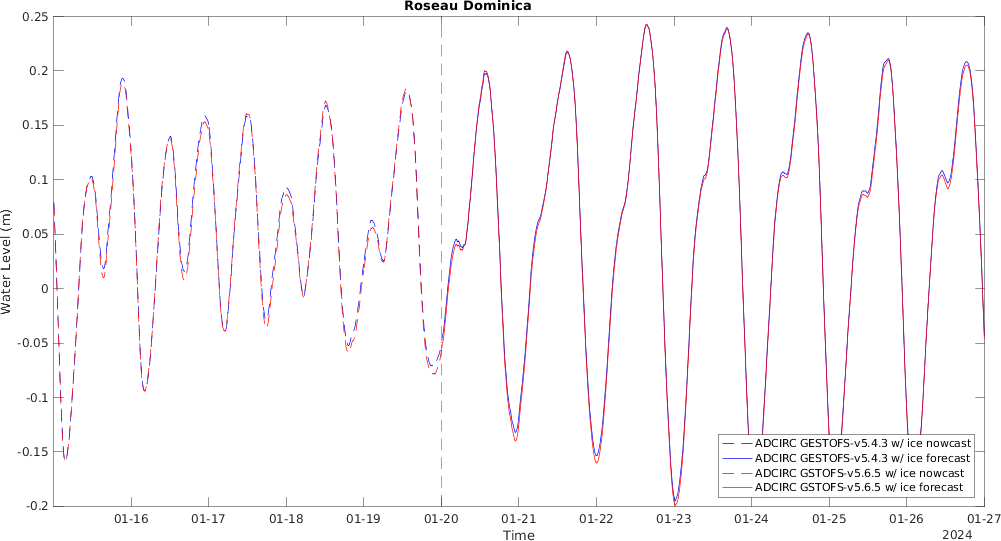 Roseau Dominica
0.25
0.2
0.15
0.1
0.05
0
-0.05
-0.1
-0.15
-0.2
Water Level (m)
ADCIRC GESTOFS-v5.4.3 w/ ice nowcast
ADCIRC GESTOFS-v5.4.3 w/ ice forecast
ADCIRC GSTOFS-v5.6.5 w/ ice nowcast
ADCIRC GSTOFS-v5.6.5 w/ ice forecast
01-16 01-17 01-18 01-19 01-20 01-21 01-22 01-23 01-24 01-25 01-26 01-27
Time
2024